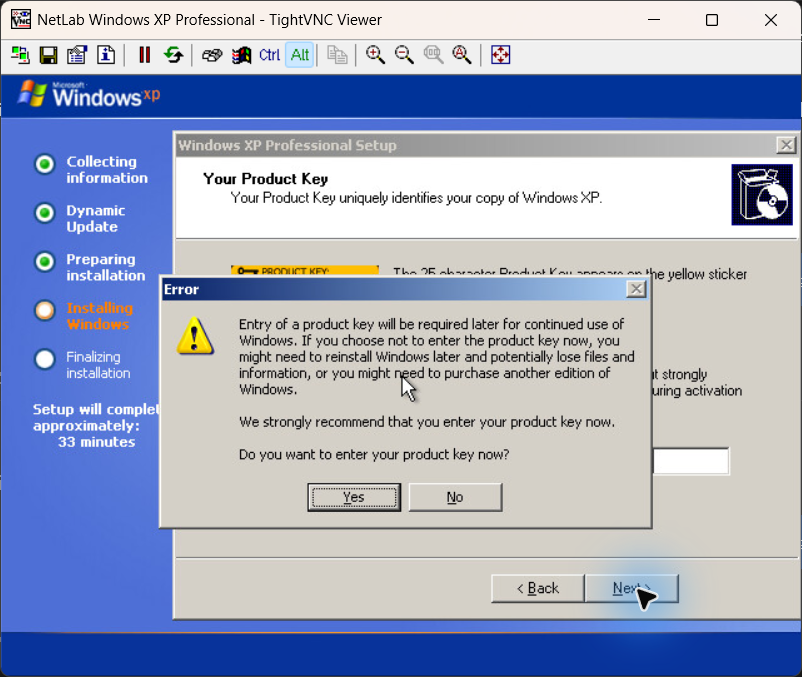 NetLab Windows XP Professional - TightVNC Viewer
Ctrl Alt
Microsoft
Windows xp
Collecting
information
Dynamic
Update
Preparing
installation
Installing
Windows
Finalizing
installation
Setup will complet
approximately:
33 minutes
Windows XP Professional Setup
Your Product Key
Your Product Key uniquely identifies your copy of Windows XP.
PRODUCT KEY:
The 25 character Product Key appears on the yellow sticker
Error
Entry of a product key will be required later for continued use of
Windows. If you choose not to enter the product key now, you
might need to reinstall Windows later and potentially lose files and
information, or you might need to purchase another edition of
Windows.
We strongly recommend that you enter your product key now.
Do you want to enter your product key now?
Yes
No
strongly
uring activation
< Back
Next >